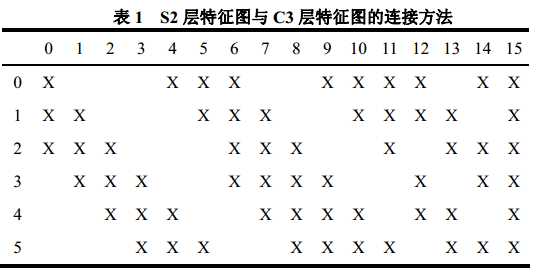 表 1 S2 层特征图与 C3 层特征图的连接方法
0 1 2 3 4 5 6 7 8 9 10 11 12 13 14 15
0 X X X X X X X X X X
1 X X X X X X X X X X
2 X X X X X X X X X X
3 X X X X X X X X X X
4 X X X X X X X X X X
5 X X X X X X X X X X